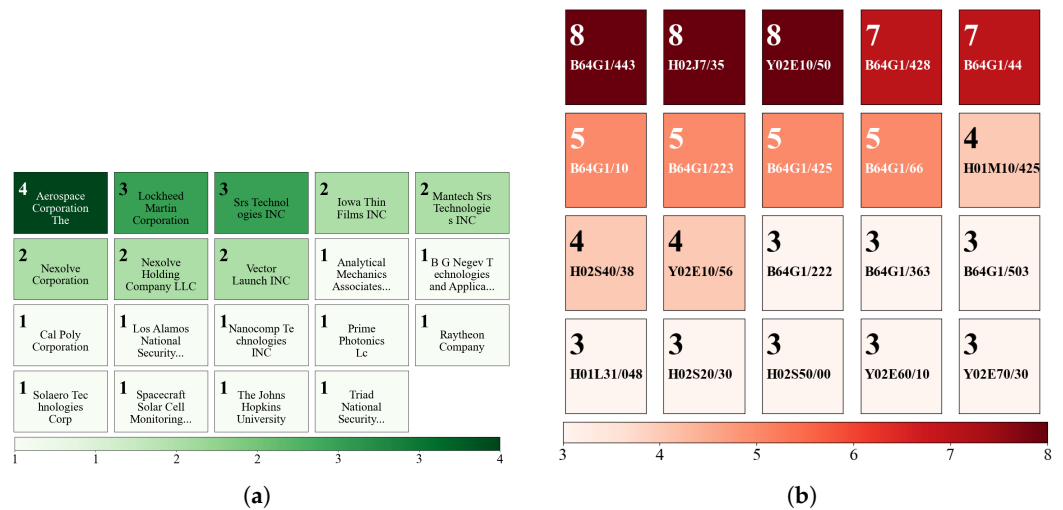 4
Aerospace
Corporation
The
3
Lockheed
Martin
Corporation
3
Srs Technol
ogies INC
2
Iowa Thin
Films INC
2
Mantech Srs
Technologie
s INC
2
Nexolve
Corporation
2
Nexolve
Holding
Company LLC
2
Vector
Launch INC
1
Analytical
Mechanics
Associates...
1
B G Negev T
echnologies
and Applica...
1
Cal Poly
Corporation
1
Los Alamos
National
Security...
1
Nanocomp Te
chnologies
INC
1
Prime
Photonics
Lc
1
Raytheon
Company
1
Solaero Tec
hnologies
Corp
1
Spacecraft
Solar Cell
Monitoring...
1
The Johns
Hopkins
University
1
Triad
National
Security...
1 1 2 2 3 3 4
(a)
8
B64G1/443
8
H02J7/35
8
Y02E10/50
7
B64G1/428
7
B64G1/44
5
B64G1/10
5
B64G1/223
5
B64G1/425
5
B64G1/66
4
H01M10/425
4
H02S40/38
4
Y02E10/56
3
B64G1/222
3
B64G1/363
3
B64G1/503
3
H01L31/048
3
H02S20/30
3
H02S50/00
3
Y02E60/10
3
Y02E70/30
3 4 5 6 7 8
(b)